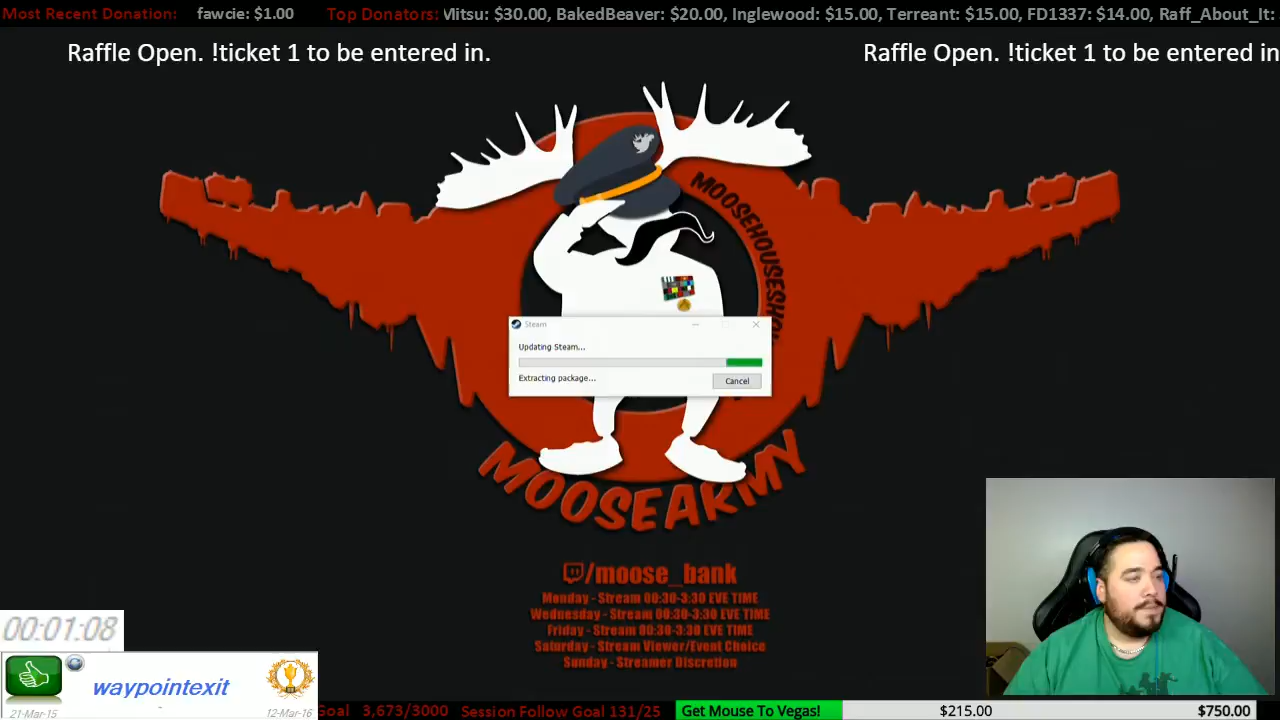 Most Recent Donation: fawcie: $1.00 Top Donators: Mitsu: $30.00, BakedBeaver: $20.00, Inglewood: $15.00, Terreant: $15.00, FD1337: $14.00, Raff_About_It:
Raffle Open. !ticket 1 to be entered in. Raffle Open. !ticket 1 to be entered in
MOOSEHOUSESH
Steam
Updating Steam...
Extracting package...
Cancel
MOOSEARMY
/moose_bank
Monday - Stream 00:30-3:30 EVE TIME
Wednesday - Stream 00:30-3:30 EVE TIME
Friday - Stream 00:30-3:30 EVE TIME
Saturday - Stream Viewer/Event Choice
Sunday - Streamer Discretion
00:01:08
waypointexit
21-Mar-15 12-Mar-16
Goal 3,673/3000 Session Follow Goal 131/25 Get Mouse To Vegas! $215.00 $750.00